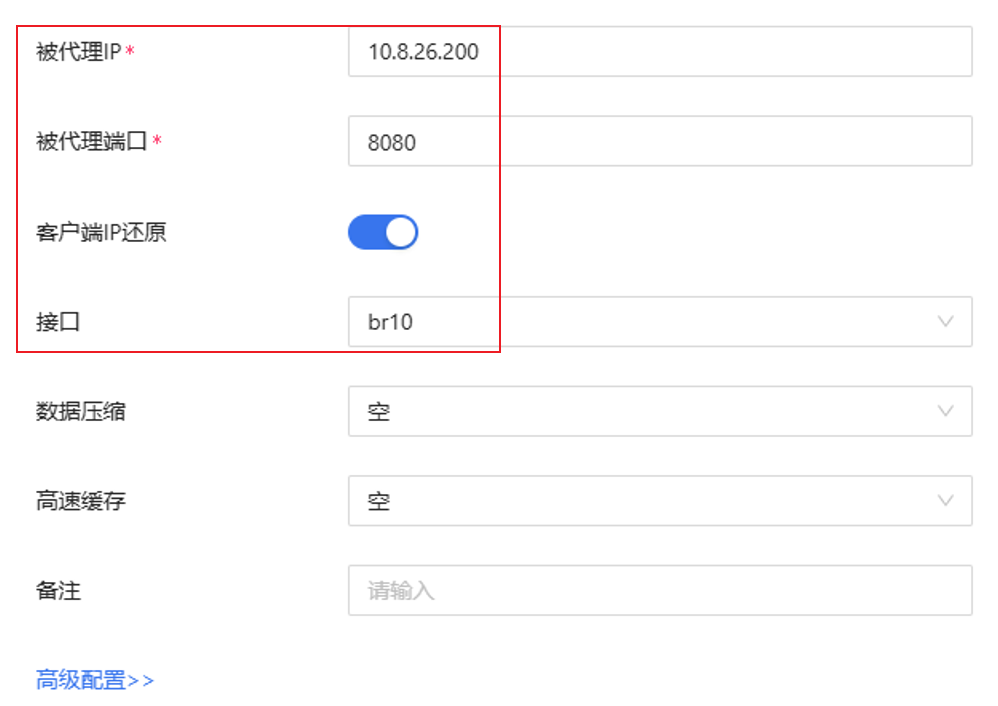 被代理IP* 10.8.26.200
被代理端口* 8080
客户端IP还原
接口 br10
数据压缩 空
高速缓存 空
备注 请输入
高级配置>>